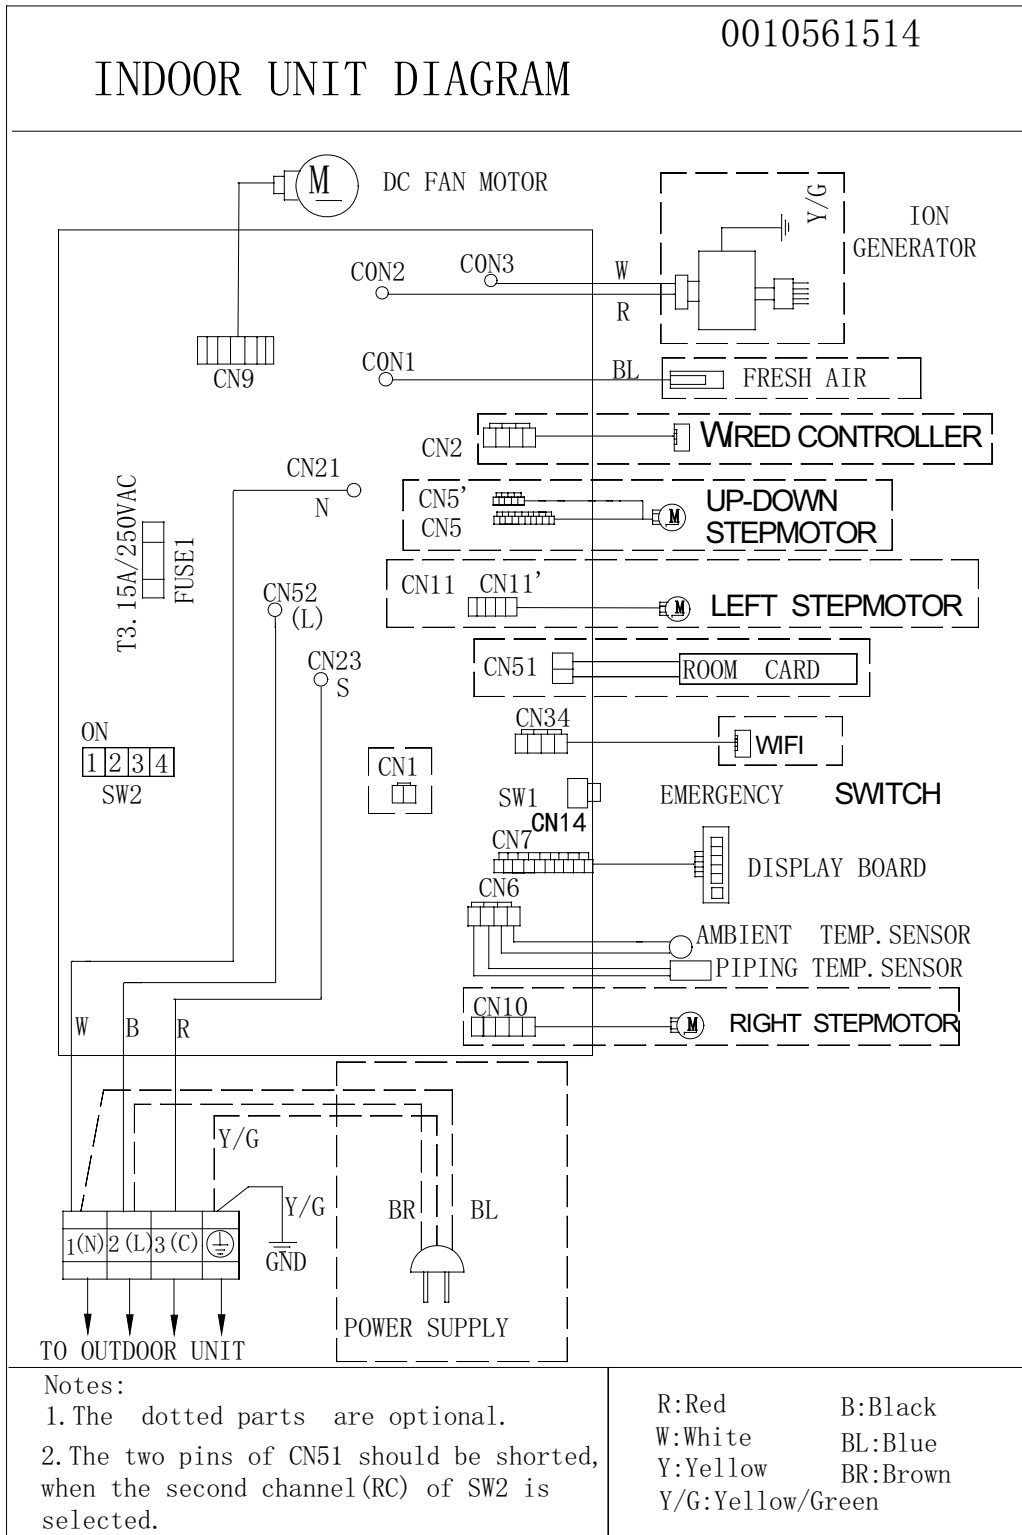 0010561514
INDOOR UNIT DIAGRAM
M
DC FAN MOTOR
Y/G
ION
GENERATOR
CON2
CON3
W
R
CN9
CON1
BL
FRESH AIR
CN2
WIRED CONTROLLER
CN21
N
CN5'
CN5
M
UP-DOWN
STEPMOTOR
T3.15A/250VAC
FUSE1
CN52
(L)
CN11 CN11'
M
LEFT STEPMOTOR
CN23
S
CN51
ROOM CARD
ON
1 2 3 4
SW2
CN34
WIFI
CN1
SW1
EMERGENCY SWITCH
CN14
CN7
DISPLAY BOARD
CN6
AMBIENT TEMP.SENSOR
PIPING TEMP.SENSOR
CN10
M
RIGHT STEPMOTOR
W B R
Y/G
Y/G
BR BL
1(N) 2(L) 3(C)
GND
POWER SUPPLY
TO OUTDOOR UNIT
Notes:
1.The dotted parts are optional.
2.The two pins of CN51 should be shorted,
when the second channel(RC) of SW2 is
selected.
R:Red B:Black
W:White BL:Blue
Y:Yellow BR:Brown
Y/G:Yellow/Green